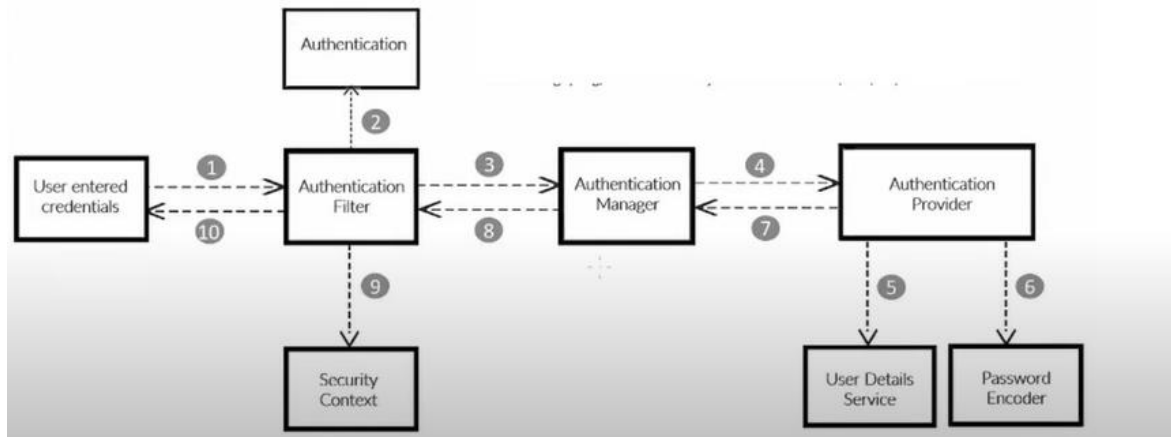 Authentication
2
1
3
4
User entered
credentials
Authentication
Filter
Authentication
Manager
Authentication
Provider
10
8
7
9
5
6
Security
Context
User Details
Service
Password
Encoder